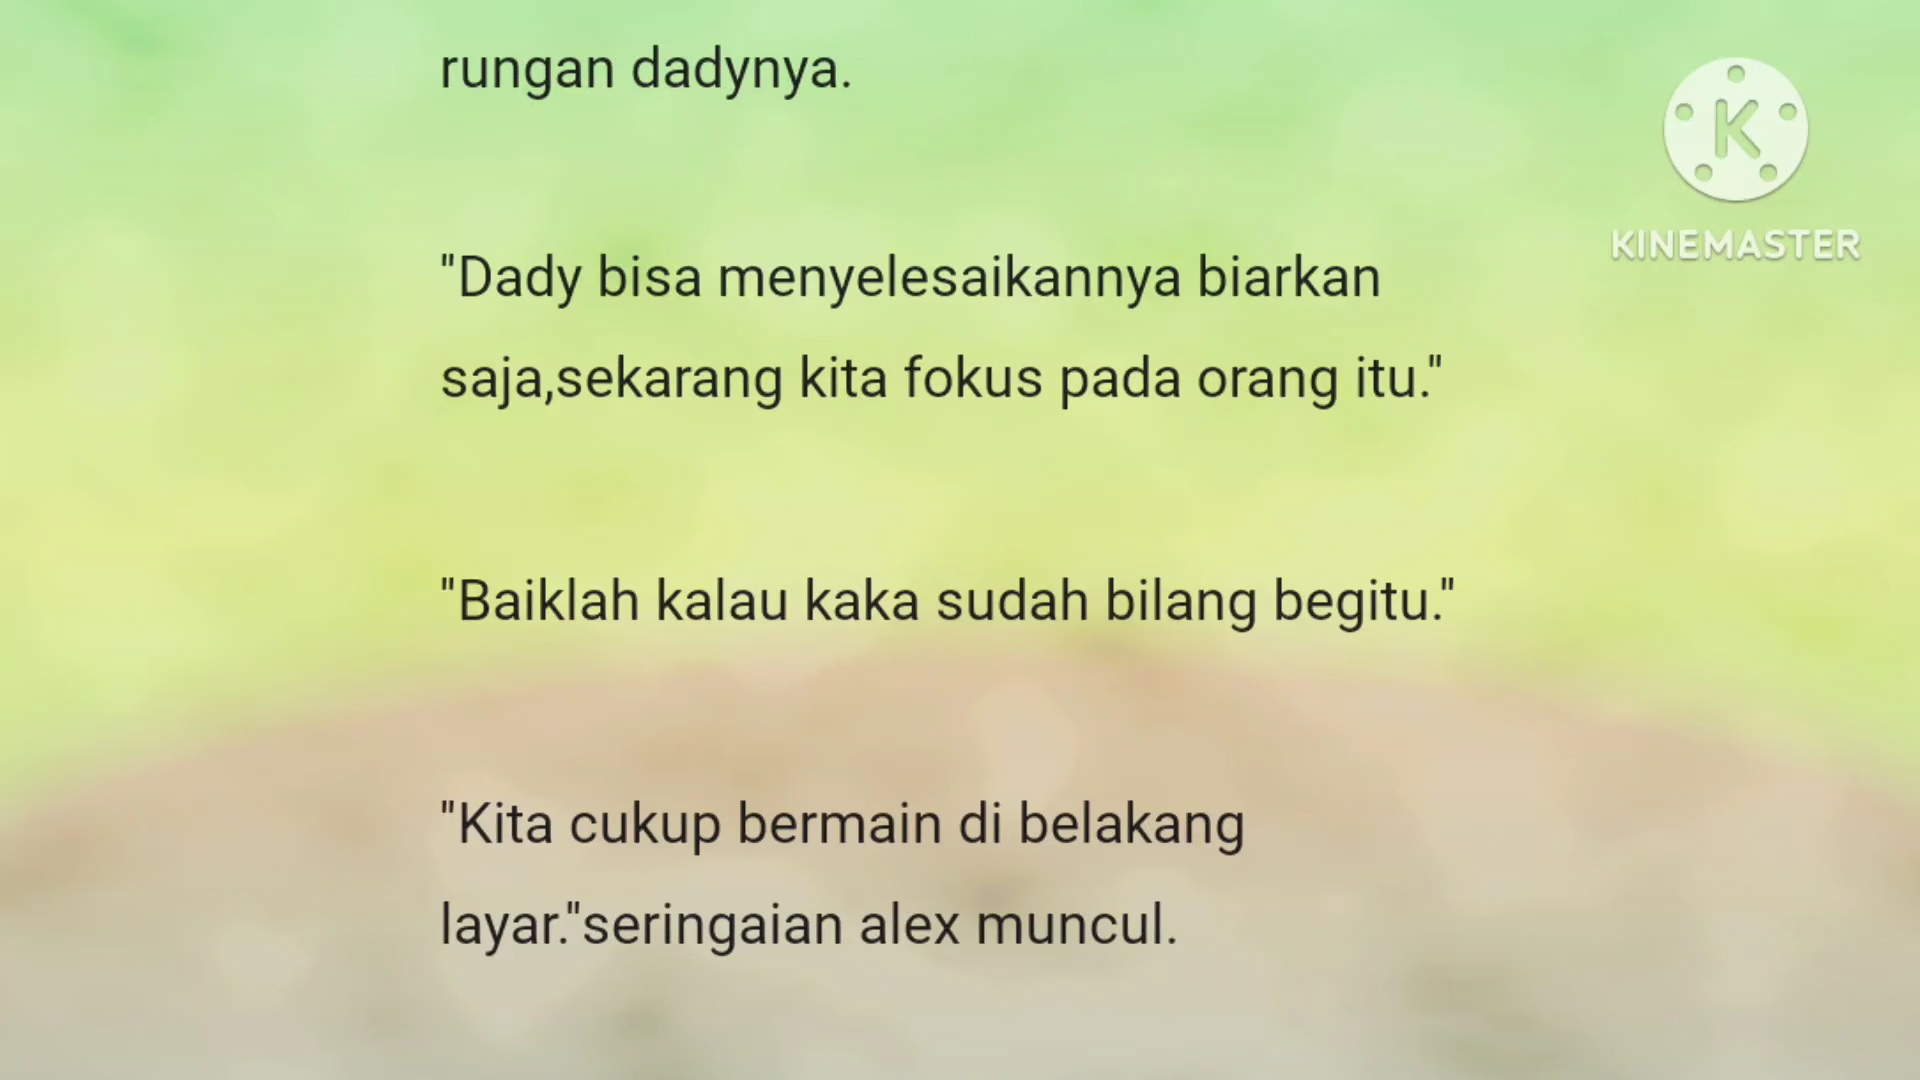 rungan dadynya.
"Dady bisa menyelesaikannya biarkan
saja,sekarang kita fokus pada orang itu."
"Baiklah kalau kaka sudah bilang begitu."
"Kita cukup bermain di belakang
layar."seringaian alex muncul.
K
KINEMASTER